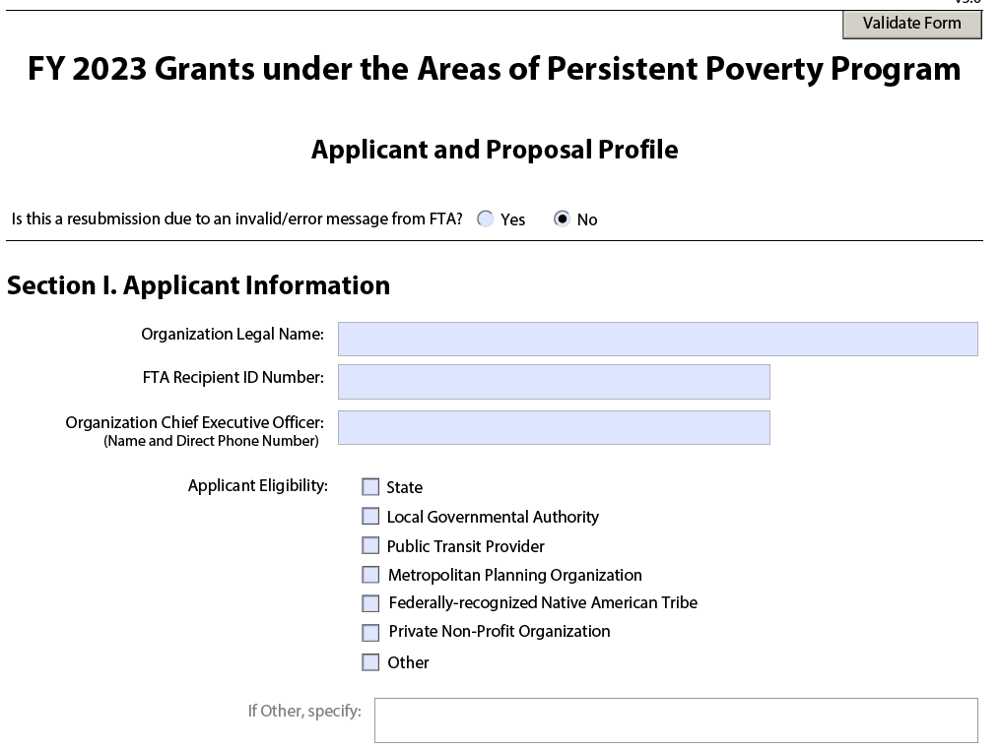 Validate Form
FY 2023 Grants under the Areas of Persistent Poverty Program
Applicant and Proposal Profile
Is this a resubmission due to an invalid/error message from FTA? Yes No
Section I. Applicant Information
Organization Legal Name:
FTA Recipient ID Number:
Organization Chief Executive Officer:
(Name and Direct Phone Number)
Applicant Eligibility: State
Local Governmental Authority
Public Transit Provider
Metropolitan Planning Organization
Federally-recognized Native American Tribe
Private Non-Profit Organization
Other
If Other, specify: